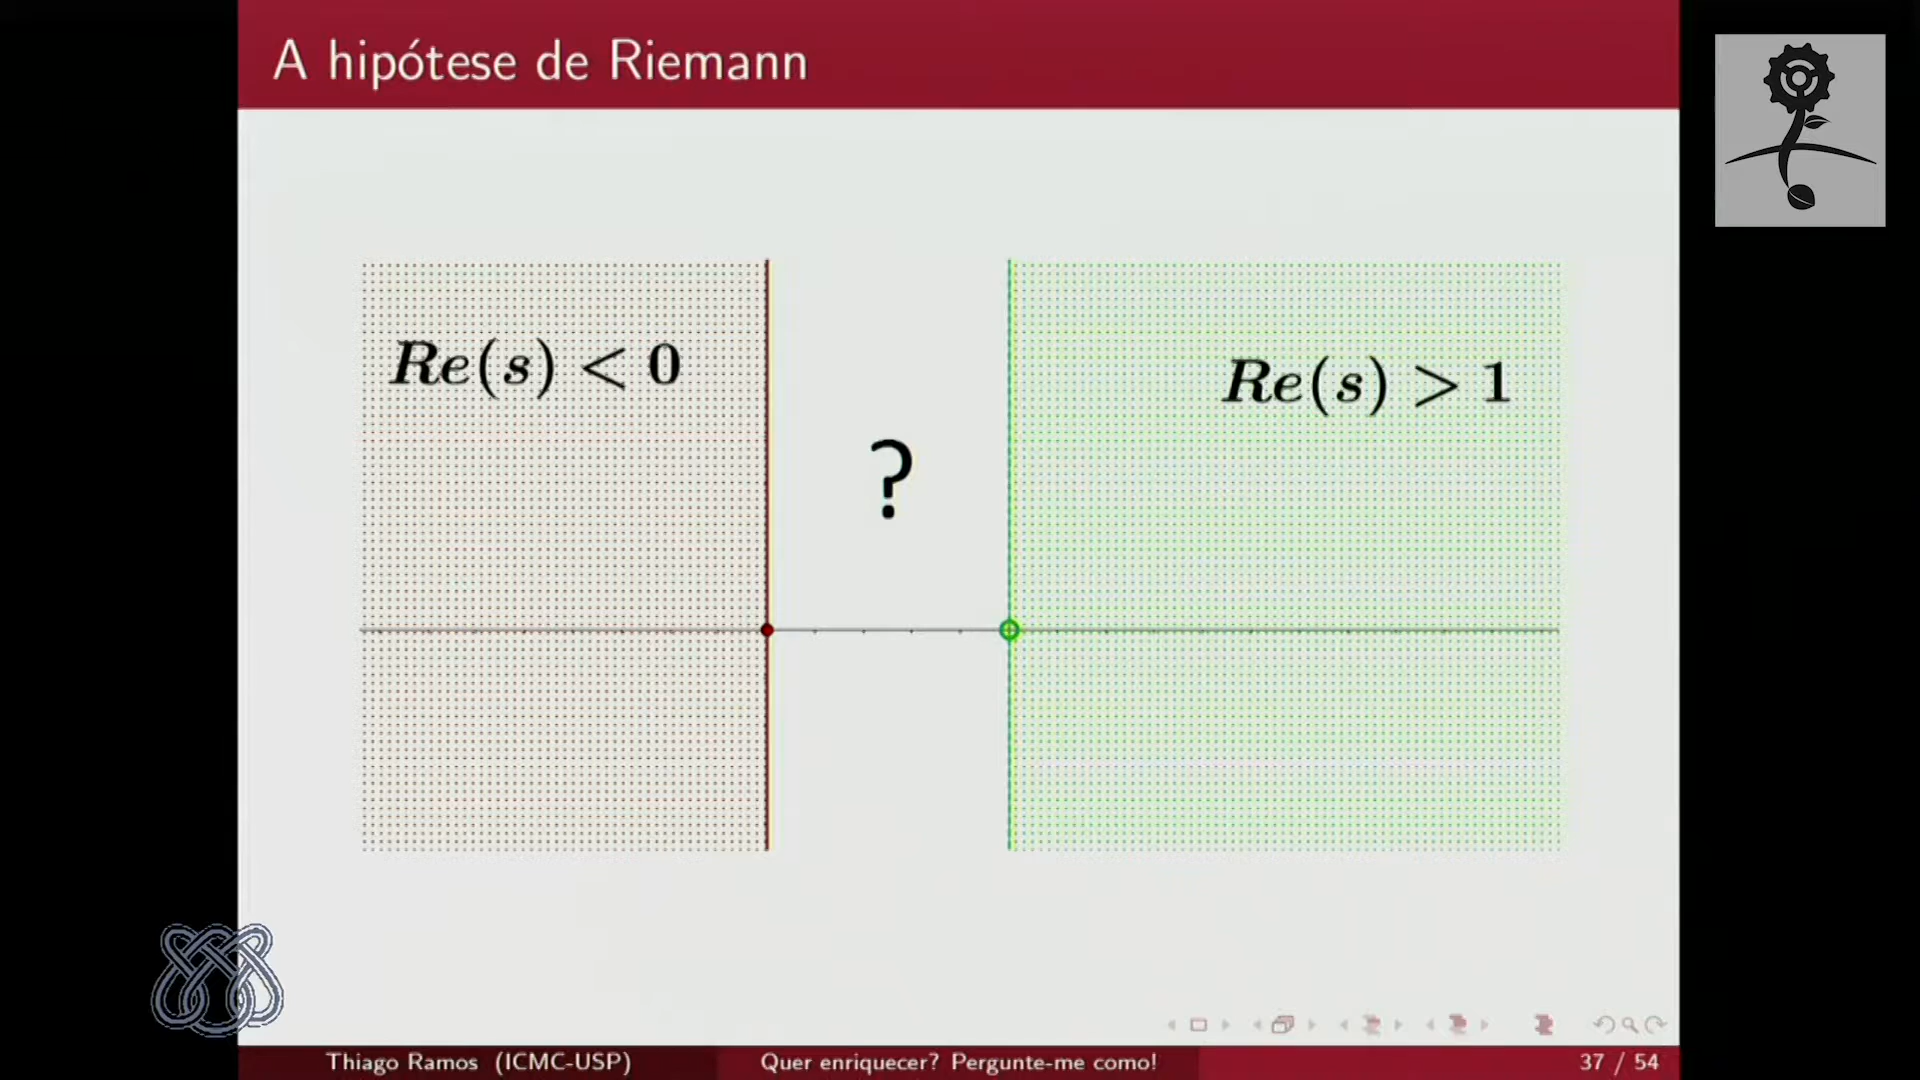 A hipótese de Riemann
Re(s) < 0
Re(s) > 1
?
Thiago Ramos (ICMC-USP)
Quer enriquecer? Pergunte-me como!
37 / 54